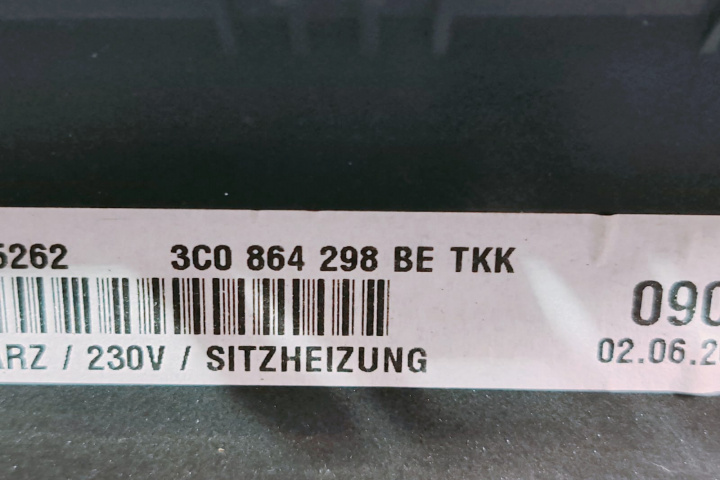 5262 3C0 864 298 BE TKK
ARZ / 230V / SITZHEIZUNG
090
02.06.2